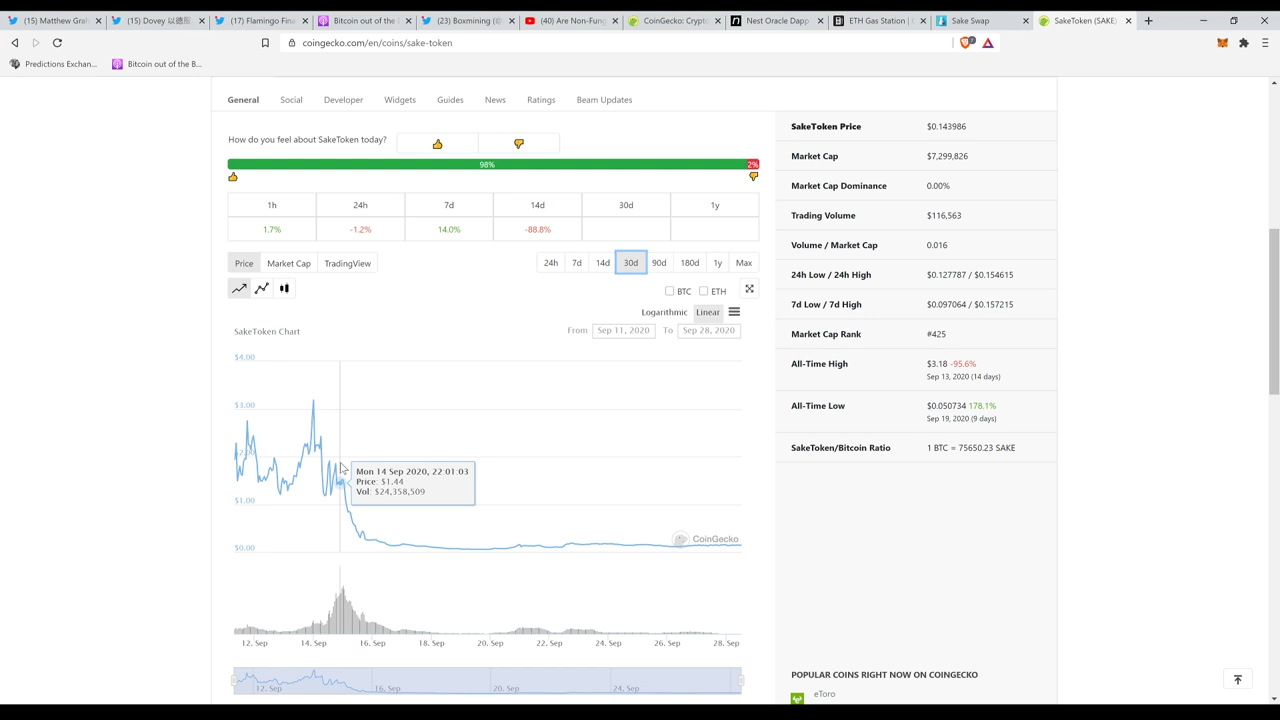 (15) Matthew Grah
(15) Dovey 以德服
(17) Flamingo Fina
Bitcoin out of the
(23) Boxmining (@
(40) Are Non-Fung
CoinGecko: Crypto
Nest Oracle Dapp
ETH Gas Station |
Sake Swap
SakeToken (SAKE)
coingecko.com/en/coins/sake-token
Predictions Exchan...
Bitcoin out of the B...
General Social Developer Widgets Guides News Ratings Beam Updates
How do you feel about SakeToken today?
98% 2%
1h 24h 7d 14d 30d 1y
1.7% -1.2% 14.0% -88.8%
Price Market Cap TradingView
24h 7d 14d 30d 90d 180d 1y Max
BTC ETH
Logarithmic Linear
SakeToken Chart
From Sep 11, 2020 To Sep 28, 2020
$4.00
$3.00
$1.00
$0.00
Mon 14 Sep 2020, 22:01:03
Price: $1.44
Vol: $24,358,509
CoinGecko
12. Sep 14. Sep 16. Sep 18. Sep 20. Sep 22. Sep 24. Sep 26. Sep 28. Sep
12. Sep 16. Sep 20. Sep 24. Sep
SakeToken Price $0.143986
Market Cap $7,299,826
Market Cap Dominance 0.00%
Trading Volume $116,563
Volume / Market Cap 0.016
24h Low / 24h High $0.127787 / $0.154615
7d Low / 7d High $0.097064 / $0.157215
Market Cap Rank #425
All-Time High $3.18 -95.6%
Sep 13, 2020 (14 days)
All-Time Low $0.050734 178.1%
Sep 19, 2020 (9 days)
SakeToken/Bitcoin Ratio 1 BTC = 75650.23 SAKE
POPULAR COINS RIGHT NOW ON COINGECKO
eToro